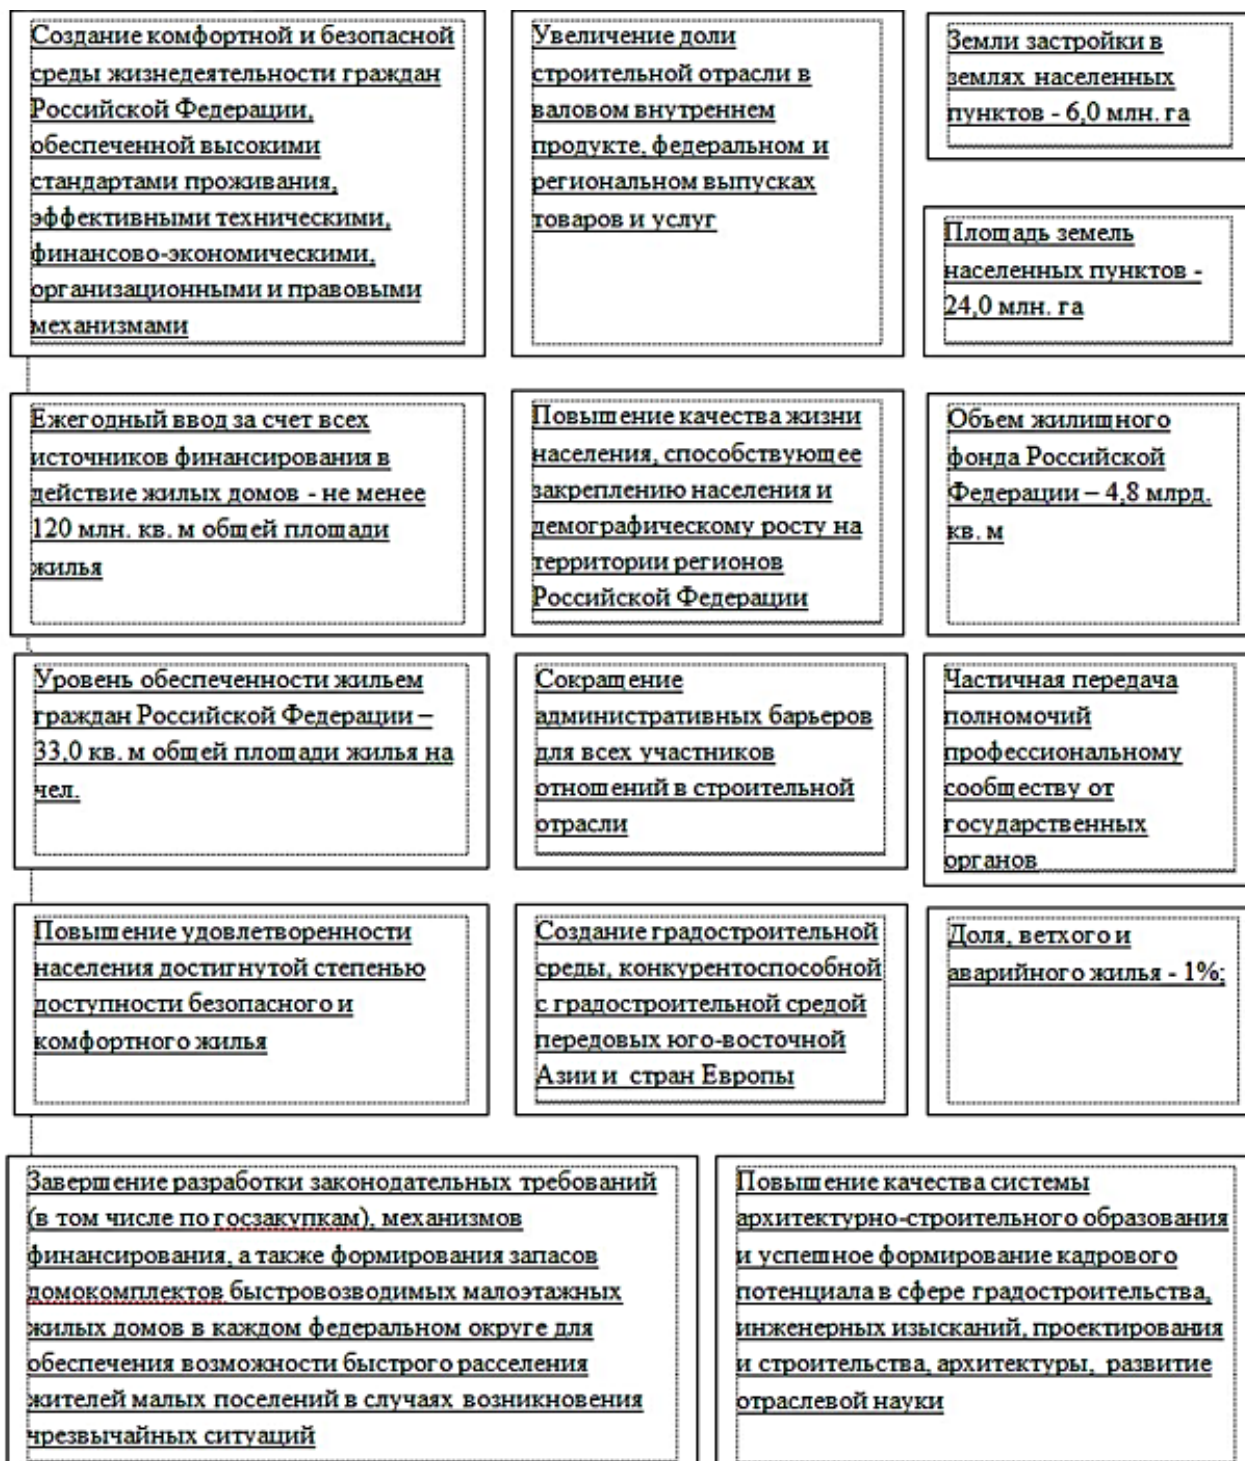 Создание комфортной и безопасной
среды жизнедеятельности граждан
Российской Федерации,
обеспеченной высокими
стандартами проживания,
эффективными техническими,
финансово-экономическими,
организационными и правовыми
механизмами
Увеличение доли
строительной отрасли в
валовом внутреннем
продукте, федеральном и
региональном выпусках
товаров и услуг
Земли застройки в
землях населенных
пунктов - 6,0 млн. га
Площадь земель
населенных пунктов -
24,0 млн. га
Ежегодный ввод за счет всех
источников финансирования в
действие жилых домов - не менее
120 млн. кв. м общей площади
жилья
Повышение качества жизни
населения, способствующее
закреплению населения и
демографическому росту на
территории регионов
Российской Федерации
Объем жилищного
фонда Российской
Федерации – 4,8 млрд.
кв. м
Уровень обеспеченности жильем
граждан Российской Федерации –
33,0 кв. м общей площади жилья на
чел.
Сокращение
административных барьеров
для всех участников
отношений в строительной
отрасли
Частичная передача
полномочий
профессиональному
сообществу от
государственных
органов
Повышение удовлетворенности
населения достигнутой степенью
доступности безопасного и
комфортного жилья
Создание градостроительной
среды, конкурентоспособной
с градостроительной средой
передовых юго-восточной
Азии и стран Европы
Доля, ветхого и
аварийного жилья - 1%;
Завершение разработки законодательных требований
(в том числе по госзакупкам), механизмов
финансирования, а также формирования запасов
домокомплектов быстровозводимых малоэтажных
жилых домов в каждом федеральном округе для
обеспечения возможности быстрого расселения
жителей малых поселений в случаях возникновения
чрезвычайных ситуаций
Повышение качества системы
архитектурно-строительного образования
и успешное формирование кадрового
потенциала в сфере градостроительства,
инженерных изысканий, проектирования
и строительства, архитектуры, развитие
отраслевой науки